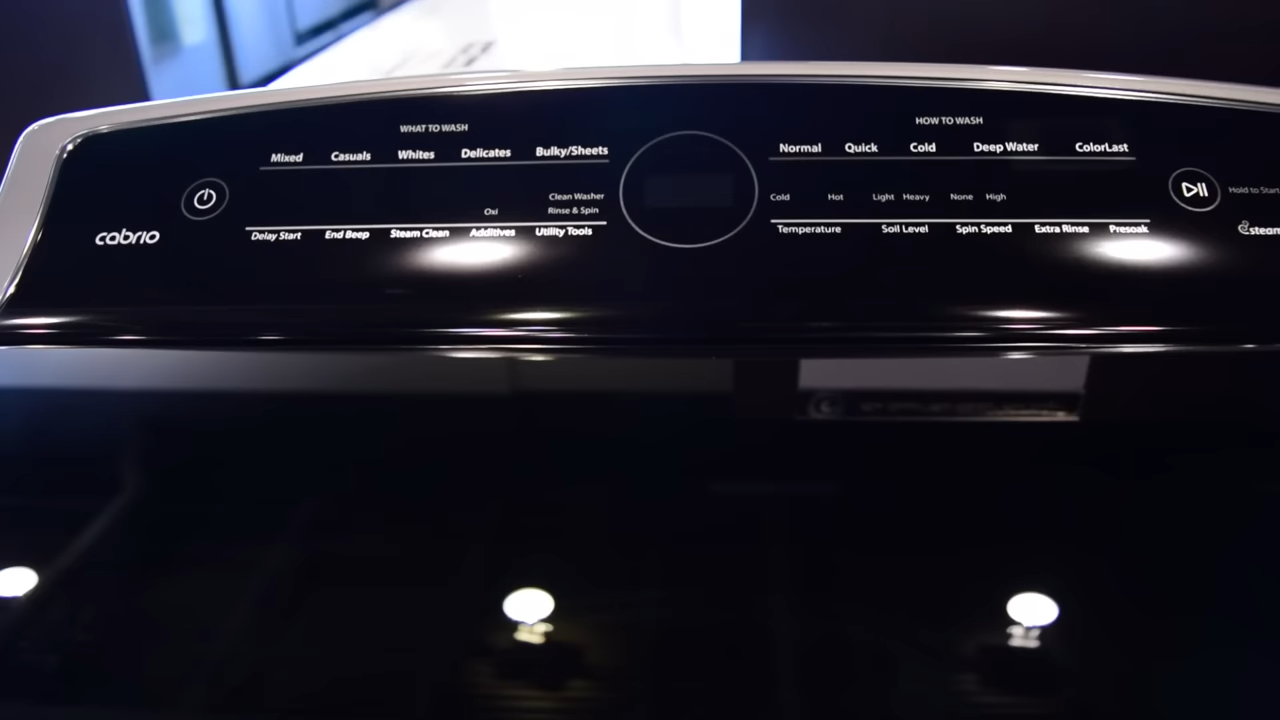 WHAT TO WASH
Mixed Casuals Whites Delicates Bulky/Sheets
Clean Washer
Oxi Rinse & Spin
Delay Start End Beep Steam Clean Additives Utility Tools
cabrio
HOW TO WASH
Normal Quick Cold Deep Water ColorLast
Cold Hot Light Heavy None High
Temperature Soil Level Spin Speed Extra Rinse Presoak
Hold to Start
steam